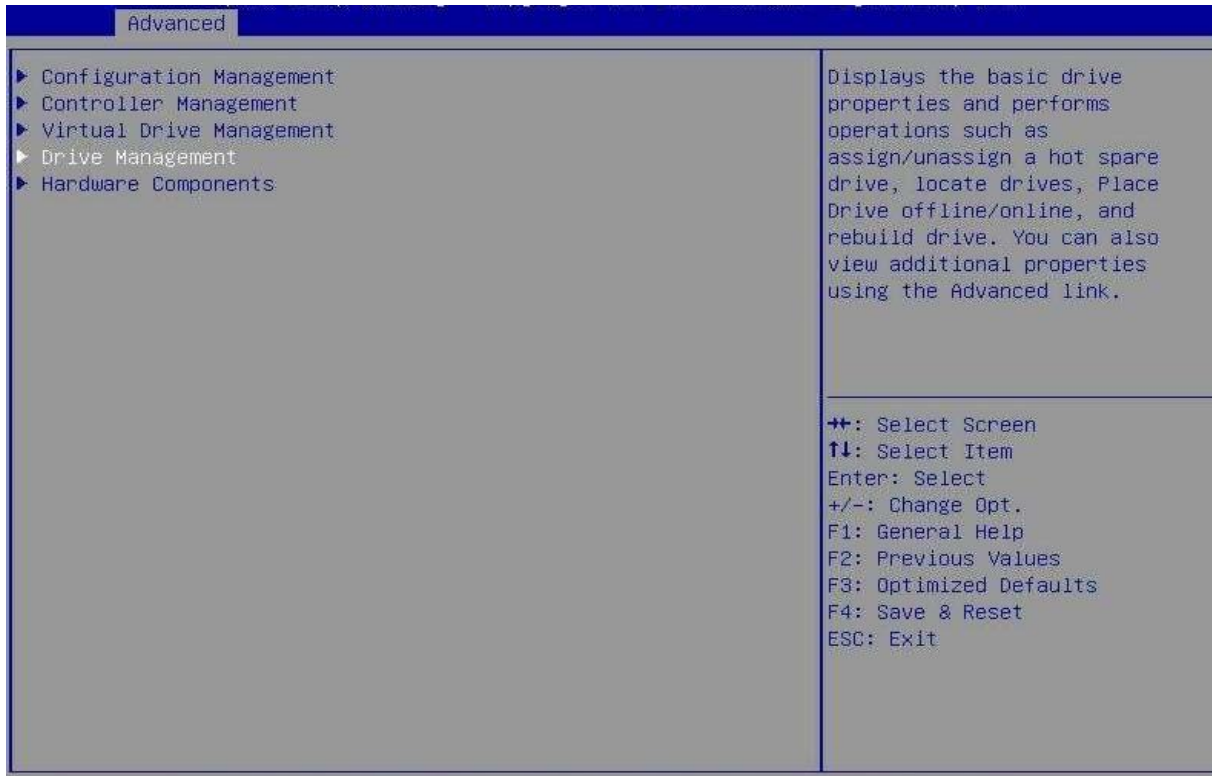 Advanced
Configuration Management
Controller Management
Virtual Drive Management
Drive Management
Hardware Components
Displays the basic drive
properties and performs
operations such as
assign/unassign a hot spare
drive, locate drives, Place
Drive offline/online, and
rebuild drive. You can also
view additional properties
using the Advanced link.
→←: Select Screen
↑↓: Select Item
Enter: Select
+/-: Change Opt.
F1: General Help
F2: Previous Values
F3: Optimized Defaults
F4: Save & Reset
ESC: Exit